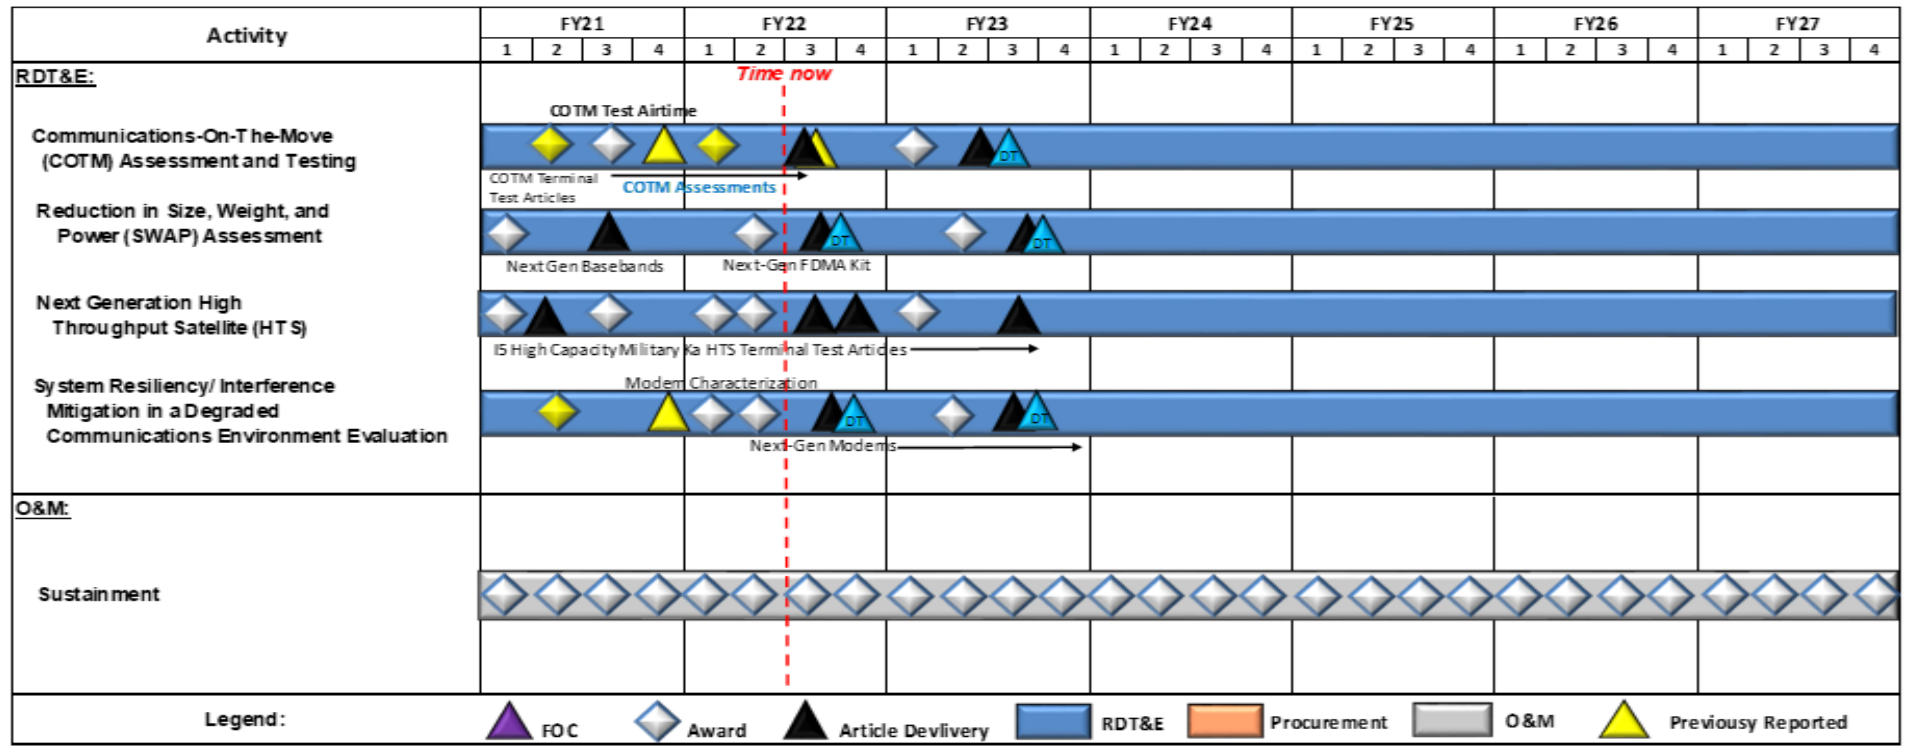 Activity FY21 FY22 FY23 FY24 FY25 FY26 FY27
1 2 3 4 1 2 3 4 1 2 3 4 1 2 3 4 1 2 3 4 1 2 3 4 1 2 3 4
RDT&E:
Time now
COTM Test Airtime
Communications-On-The-Move
(COTM) Assessment and Testing
DT
COTM Terminal
Test Articles
COTM Assessments
Reduction in Size, Weight, and
Power (SWAP) Assessment
DT DT
Next Gen Basebands Next-Gen FDMA Kit
Next Generation High
Throughput Satellite (HTS)
I5 High Capacity Military Ka HTS Terminal Test Articles
System Resiliency/ Interference
Mitigation in a Degraded
Communications Environment Evaluation
Modem Characterization
DT DT
Next-Gen Modems
O&M:
Sustainment
Legend: FOC Award Article Devlivery RDT&E Procurement O&M Previousy Reported